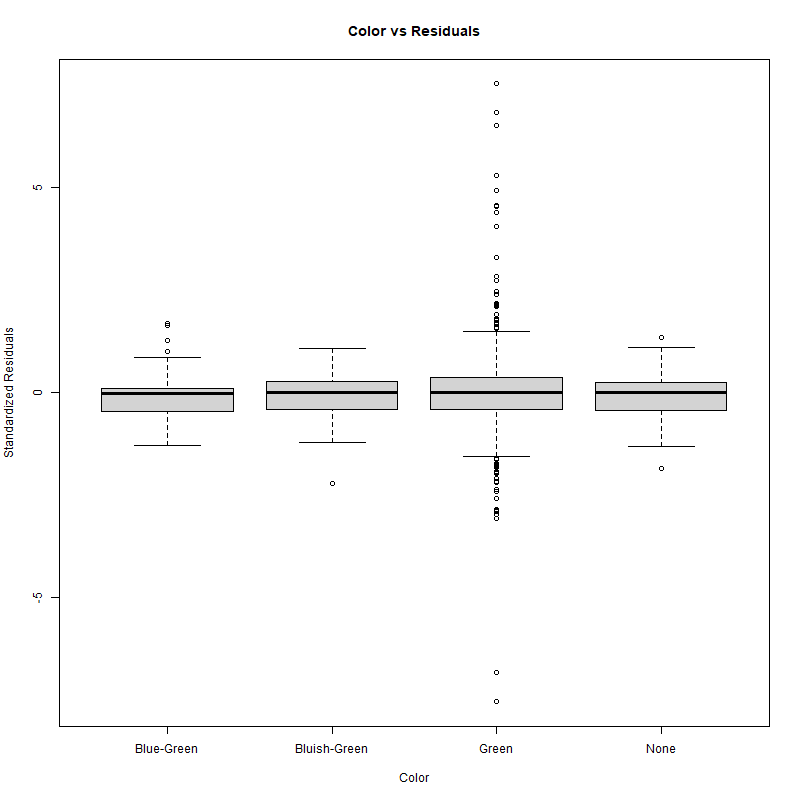 Color vs Residuals
Standardized Residuals
5
0
-5
Blue-Green Bluish-Green Green None
Color